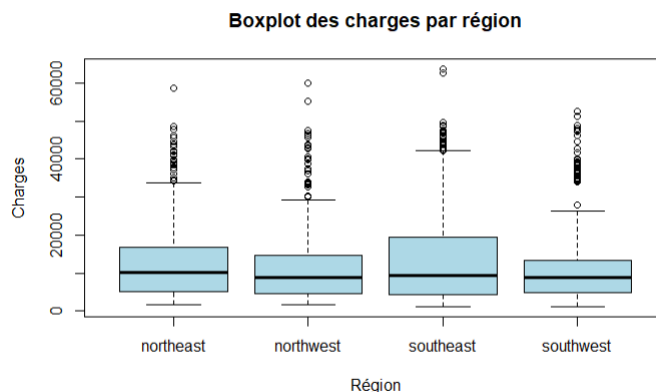 Boxplot des charges par région
60000
40000
20000
0
Charges
northeast northwest southeast southwest
Région